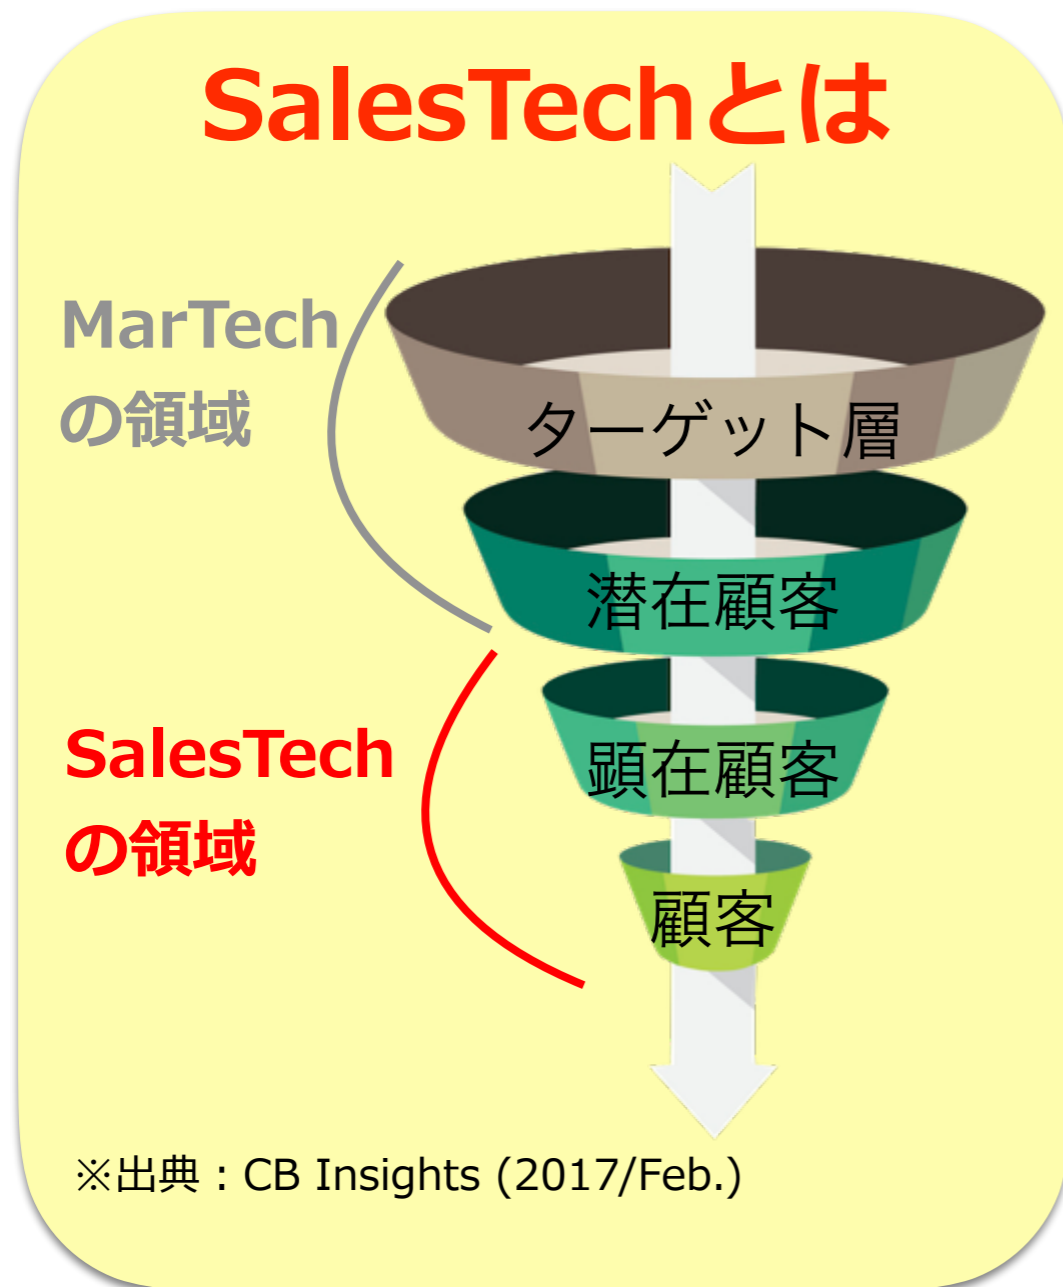 SalesTechとは
MarTech
の領域
ターゲット層
潜在顧客
SalesTech
の領域
顕在顧客
顧客
※出典：CB Insights (2017/Feb.)